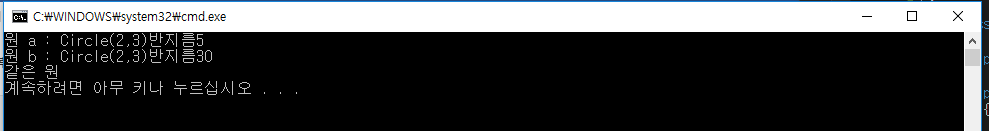 C:₩WINDOWS₩system32₩cmd.exe
원 a : Circle(2,3)반지름5
원 b : Circle(2,3)반지름30
같은 원
계속하려면 아무 키나 누르십시오 . . .